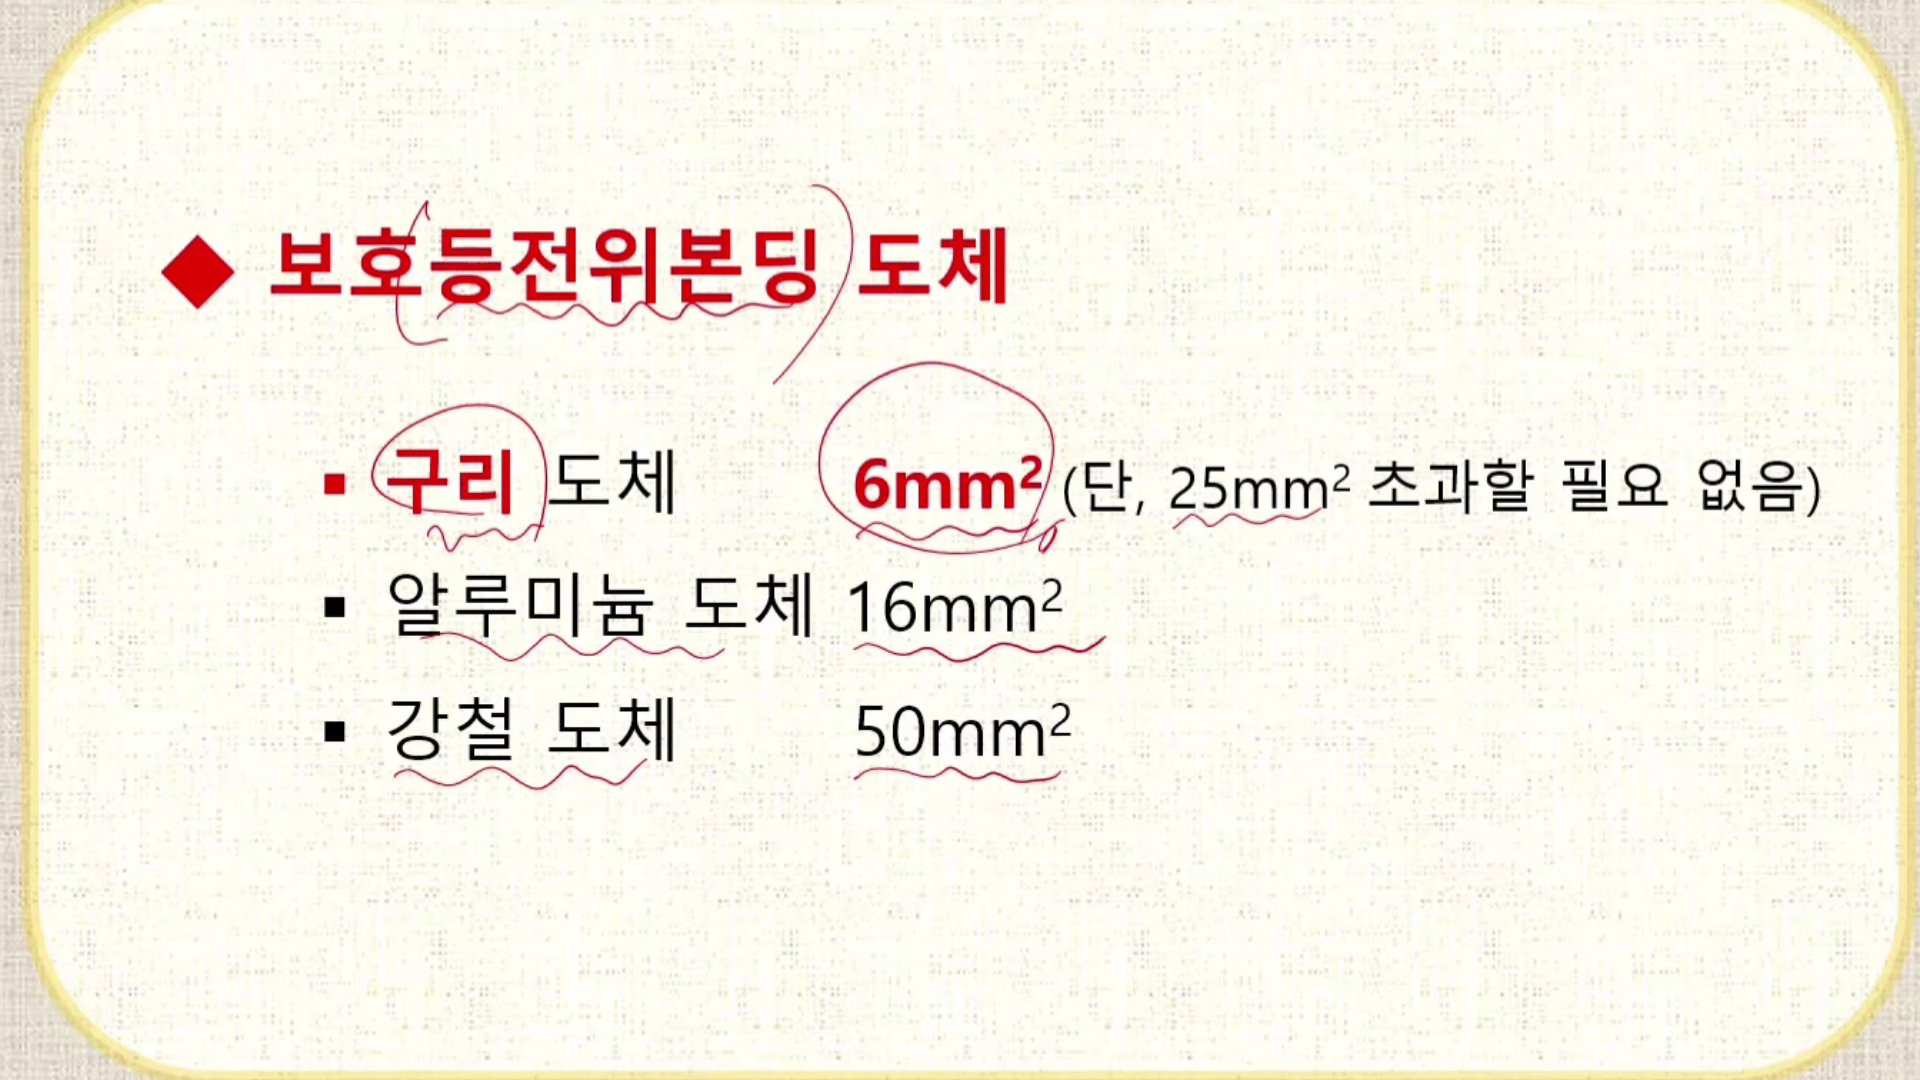 ◆ 보호등전위본딩 도체
▪ 구리 도체 6mm² (단, 25mm² 초과할 필요 없음)
▪ 알루미늄 도체 16mm²
▪ 강철 도체 50mm²